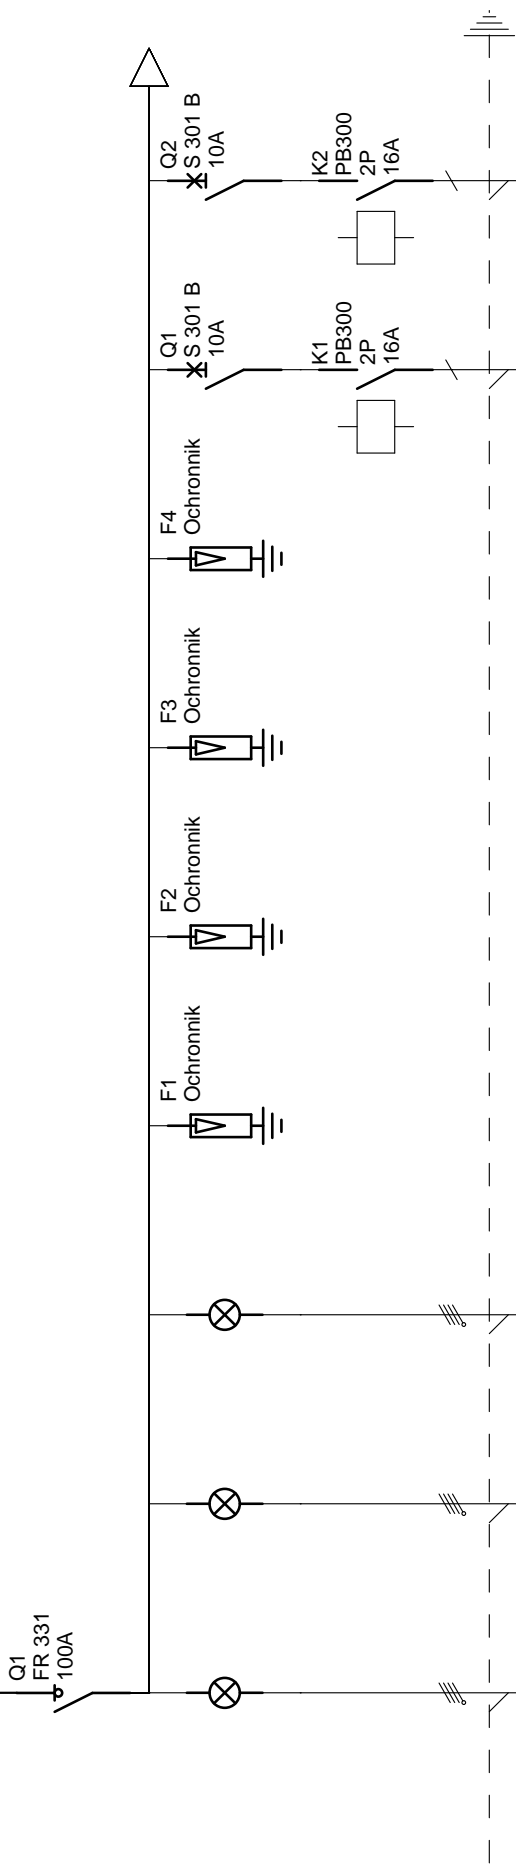 Q1
FR 331
100A
F1
Ochronnik
F2
Ochronnik
F3
Ochronnik
F4
Ochronnik
Q1
S 301 B
10A
K1
PB300
2P
16A
Q2
S 301 B
10A
K2
PB300
2P
16A